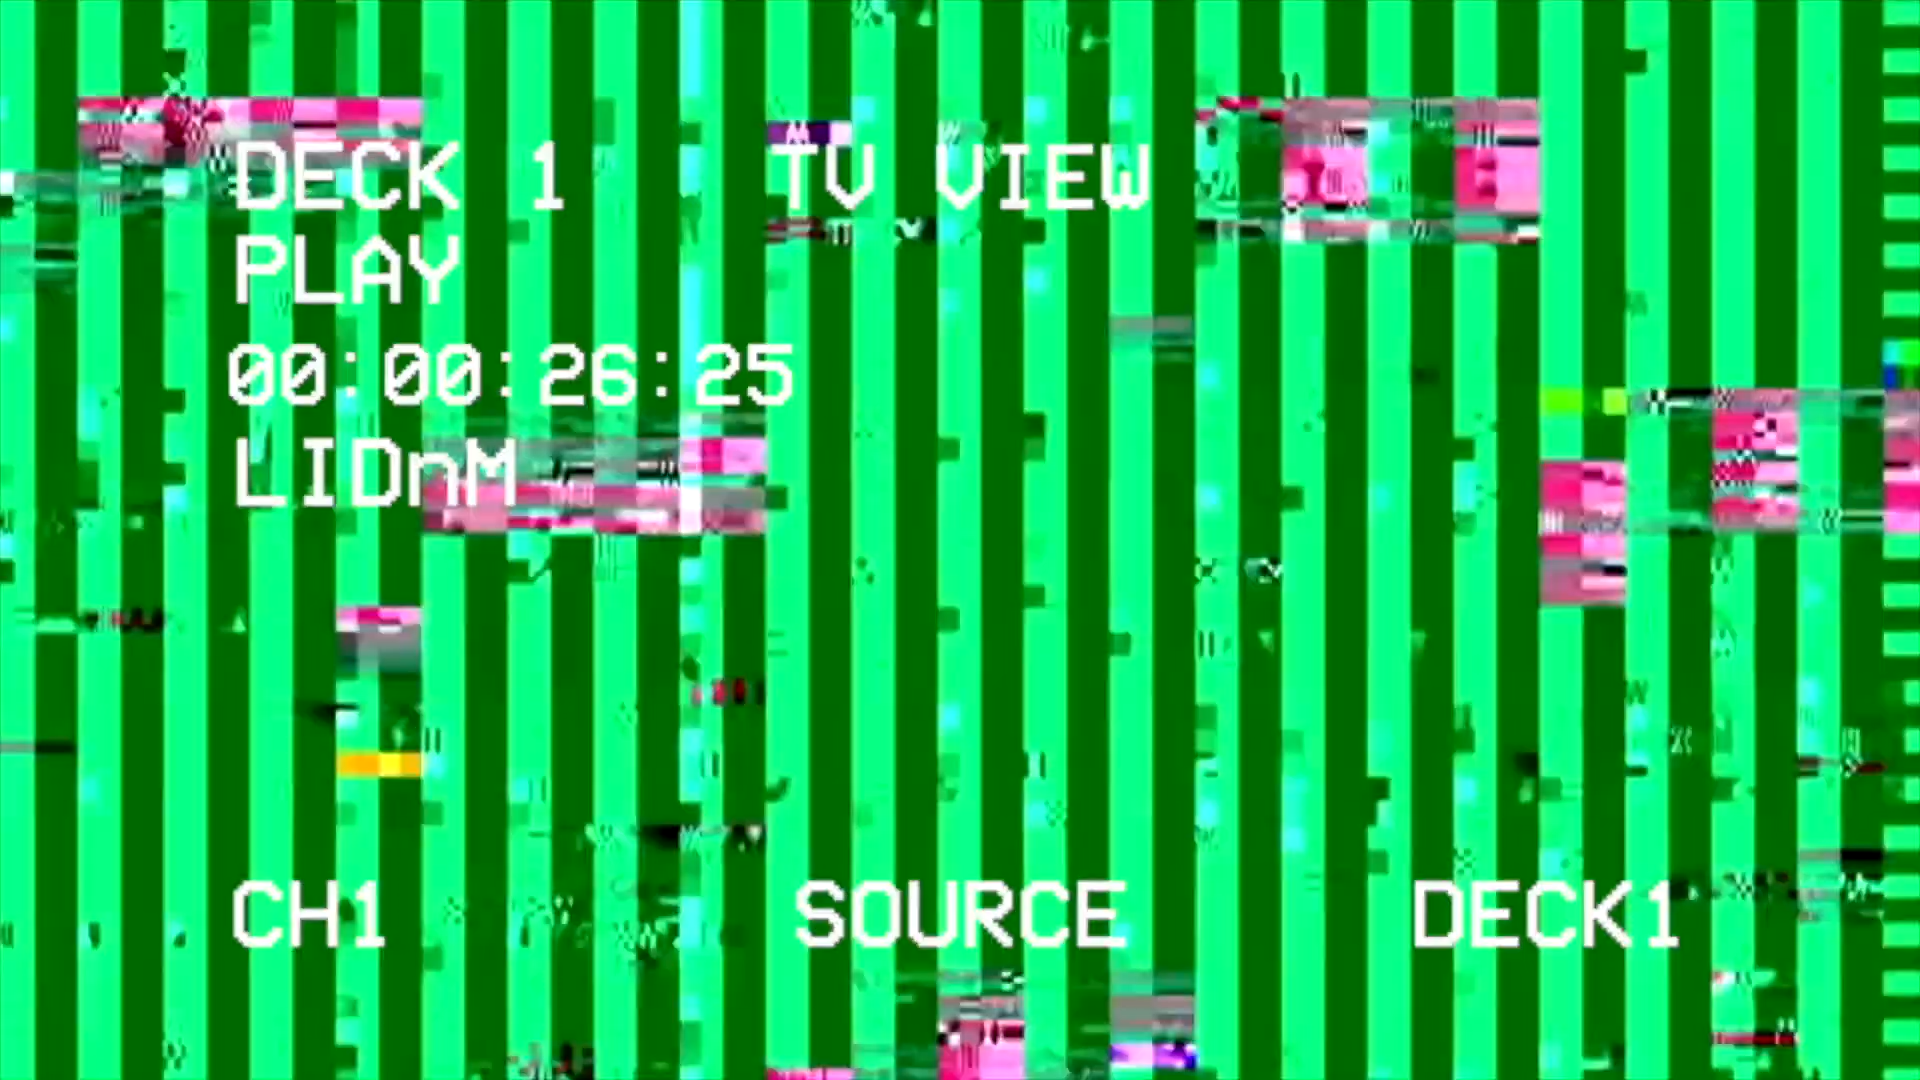 DECK 1 TV VIEW
PLAY
00:00:26:25
LIDnM
CH1 SOURCE DECK1